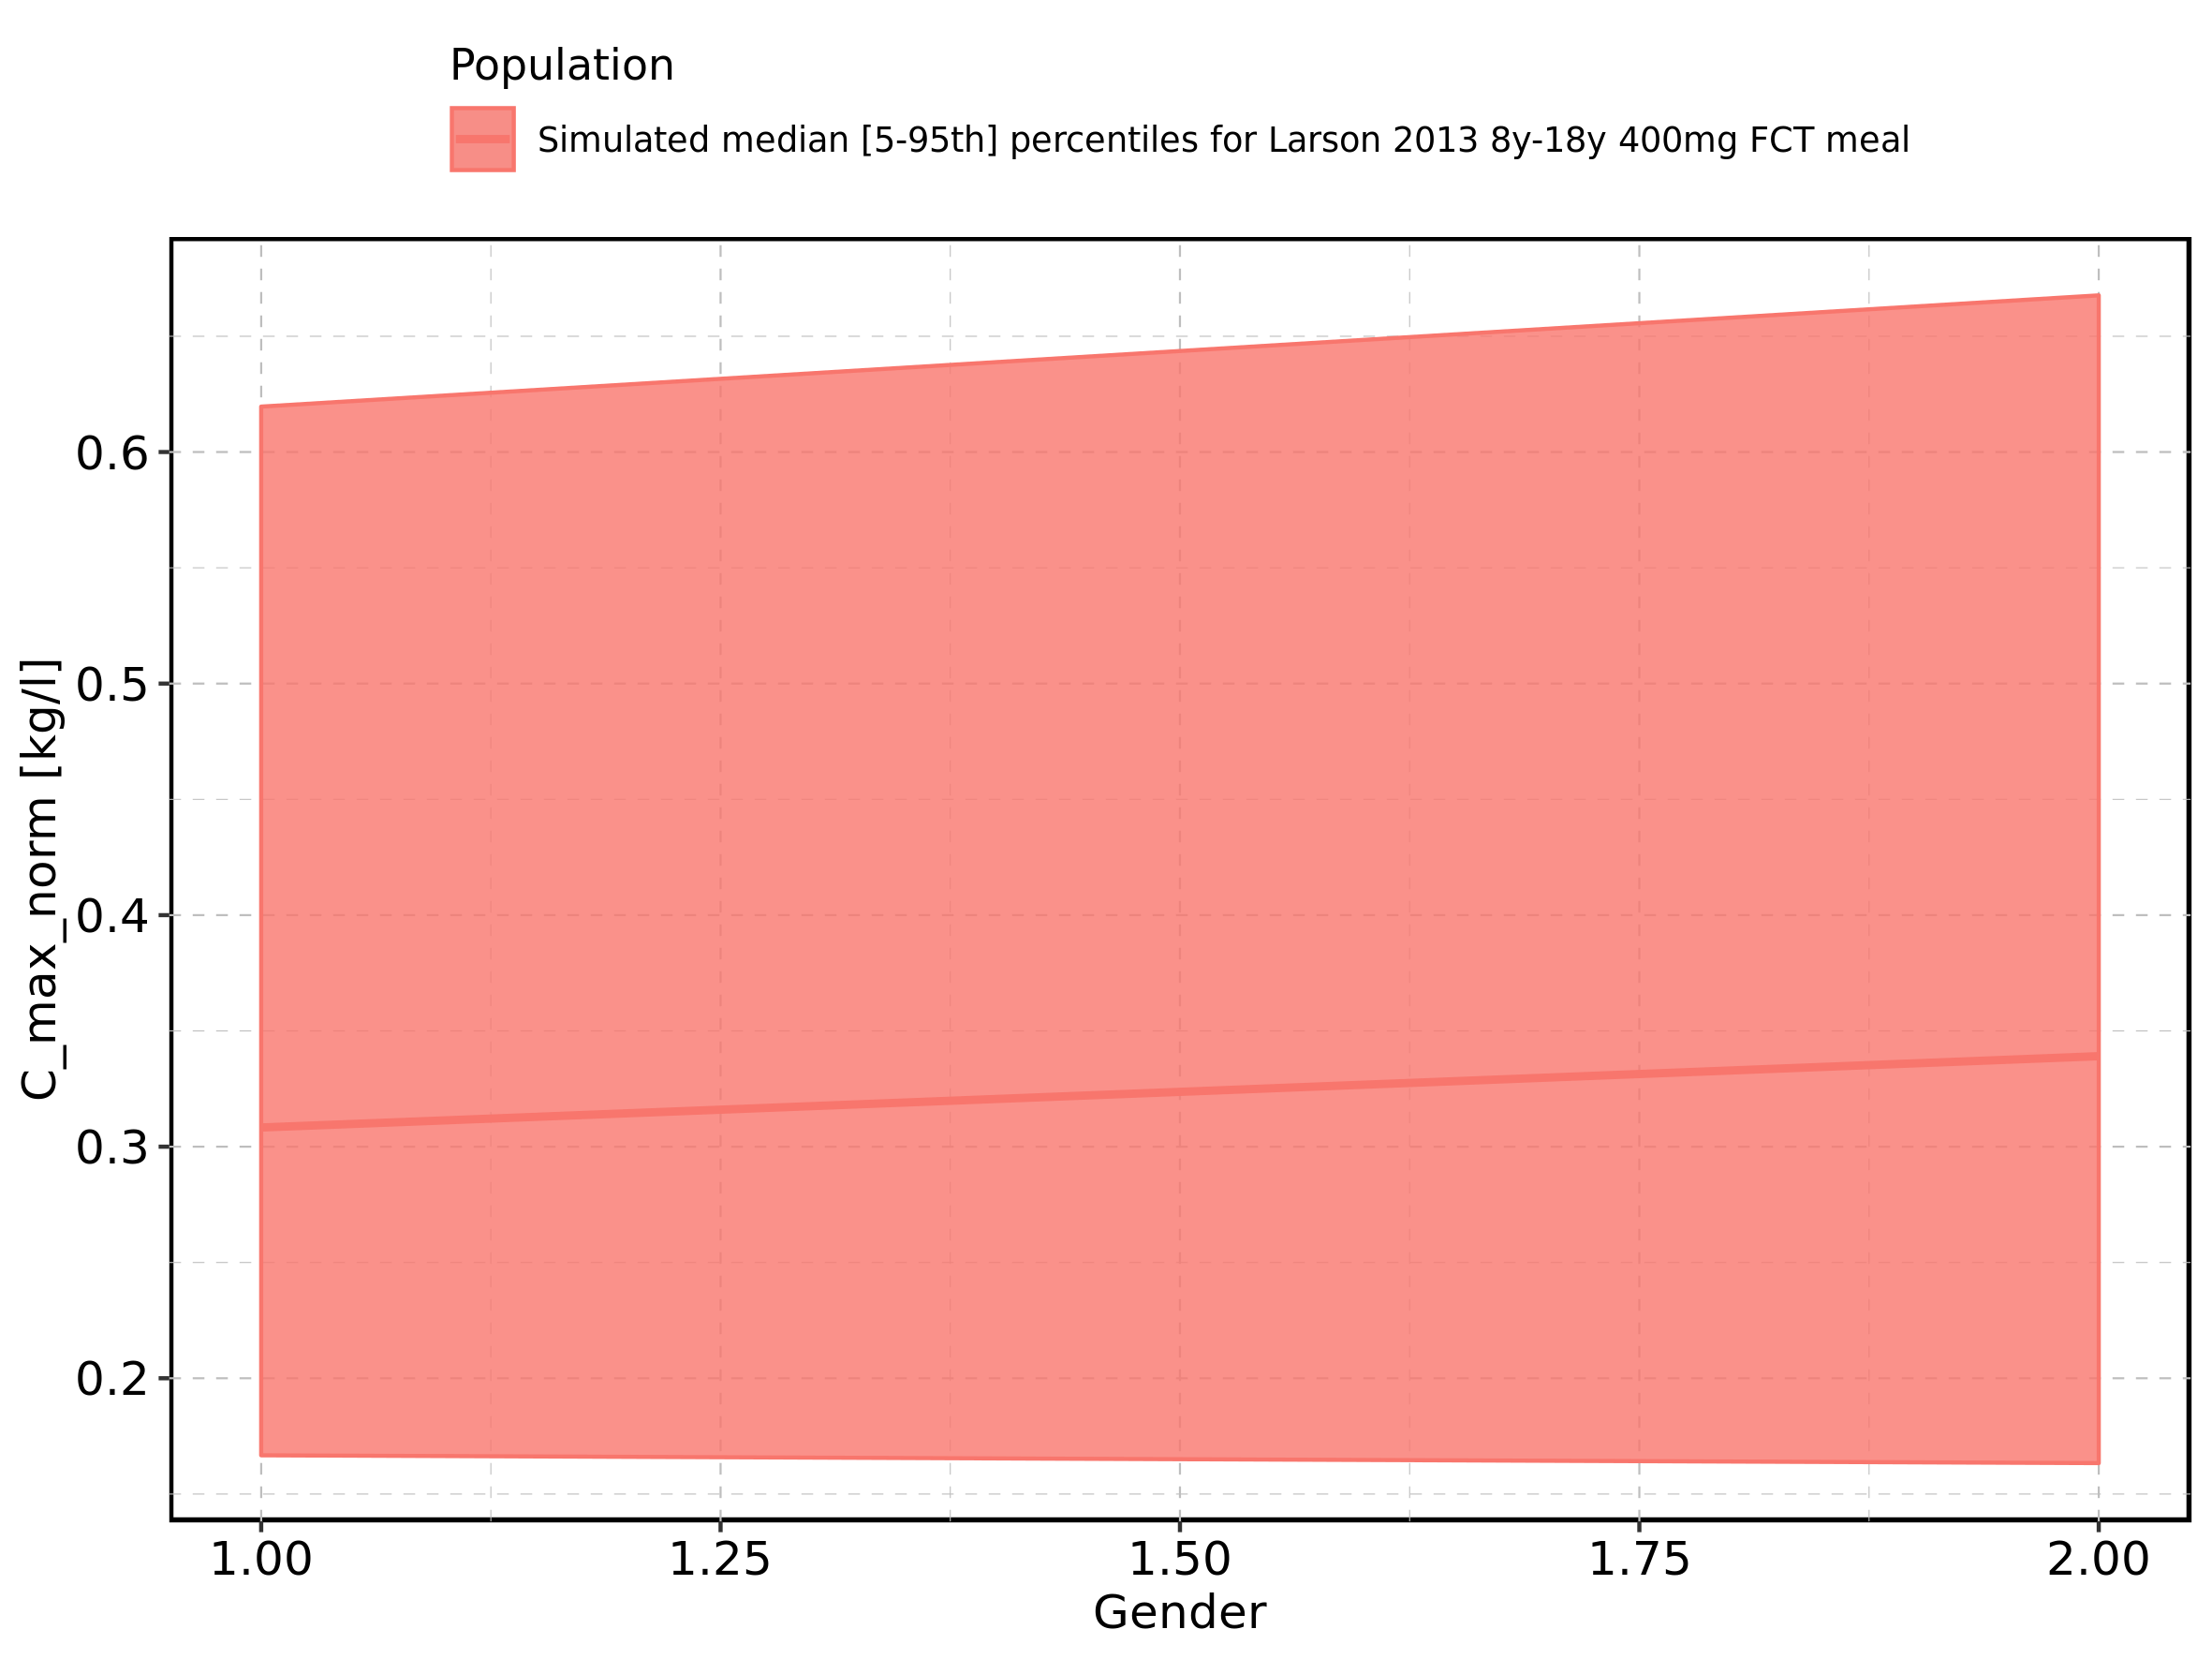 Population
Simulated median [5-95th] percentiles for Larson 2013 8y-18y 400mg FCT meal
C_max_norm [kg/l]
0.6
0.5
0.4
0.3
0.2
1.00 1.25 1.50 1.75 2.00
Gender